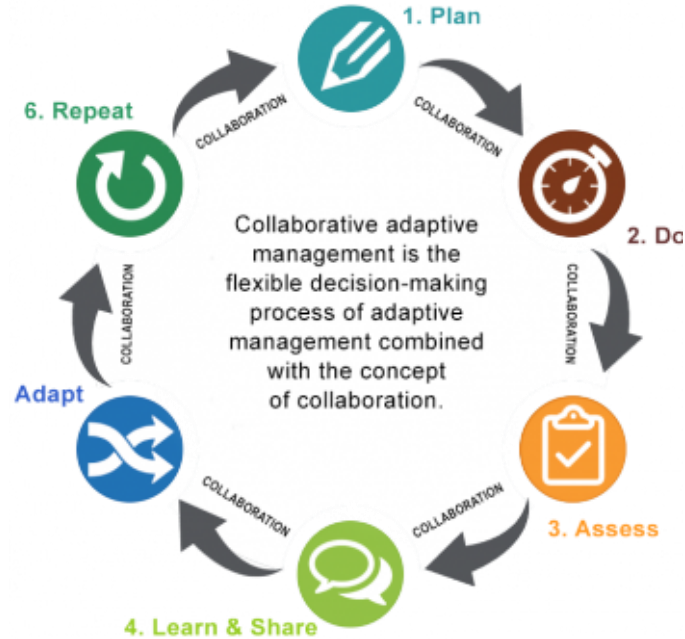 1. Plan
COLLABORATION
2. Do
COLLABORATION
3. Assess
COLLABORATION
4. Learn & Share
COLLABORATION
Adapt
COLLABORATION
6. Repeat
COLLABORATION
Collaborative adaptive
management is the
flexible decision-making
process of adaptive
management combined
with the concept
of collaboration.